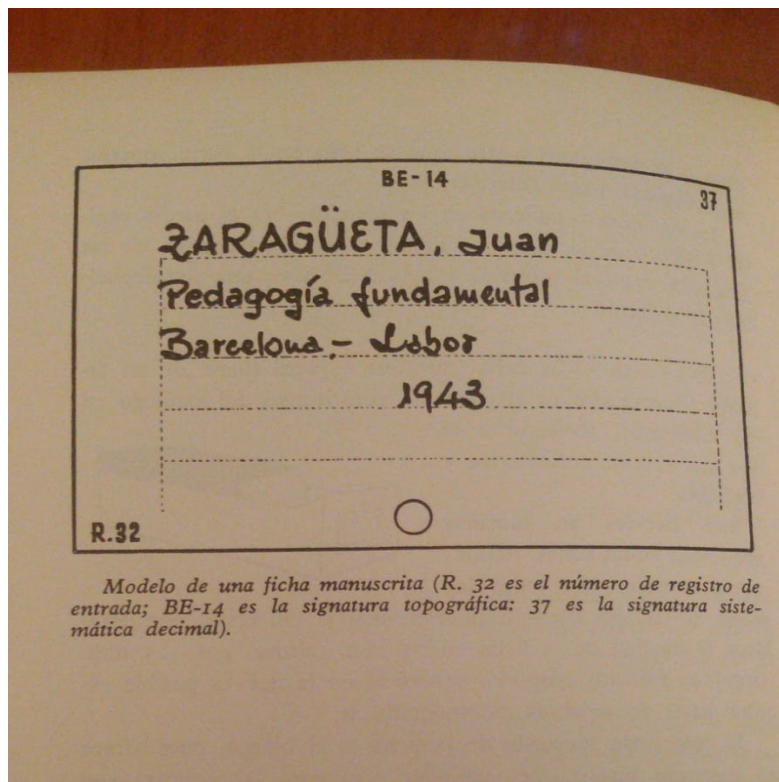 BE-14
37
ZARAGÜETA, Juan
Pedagogía fundamental
Barcelona.- Labor
1943
R.32
Modelo de una ficha manuscrita (R. 32 es el número de registro de
entrada; BE-14 es la signatura topográfica: 37 es la signatura siste-
mática decimal).